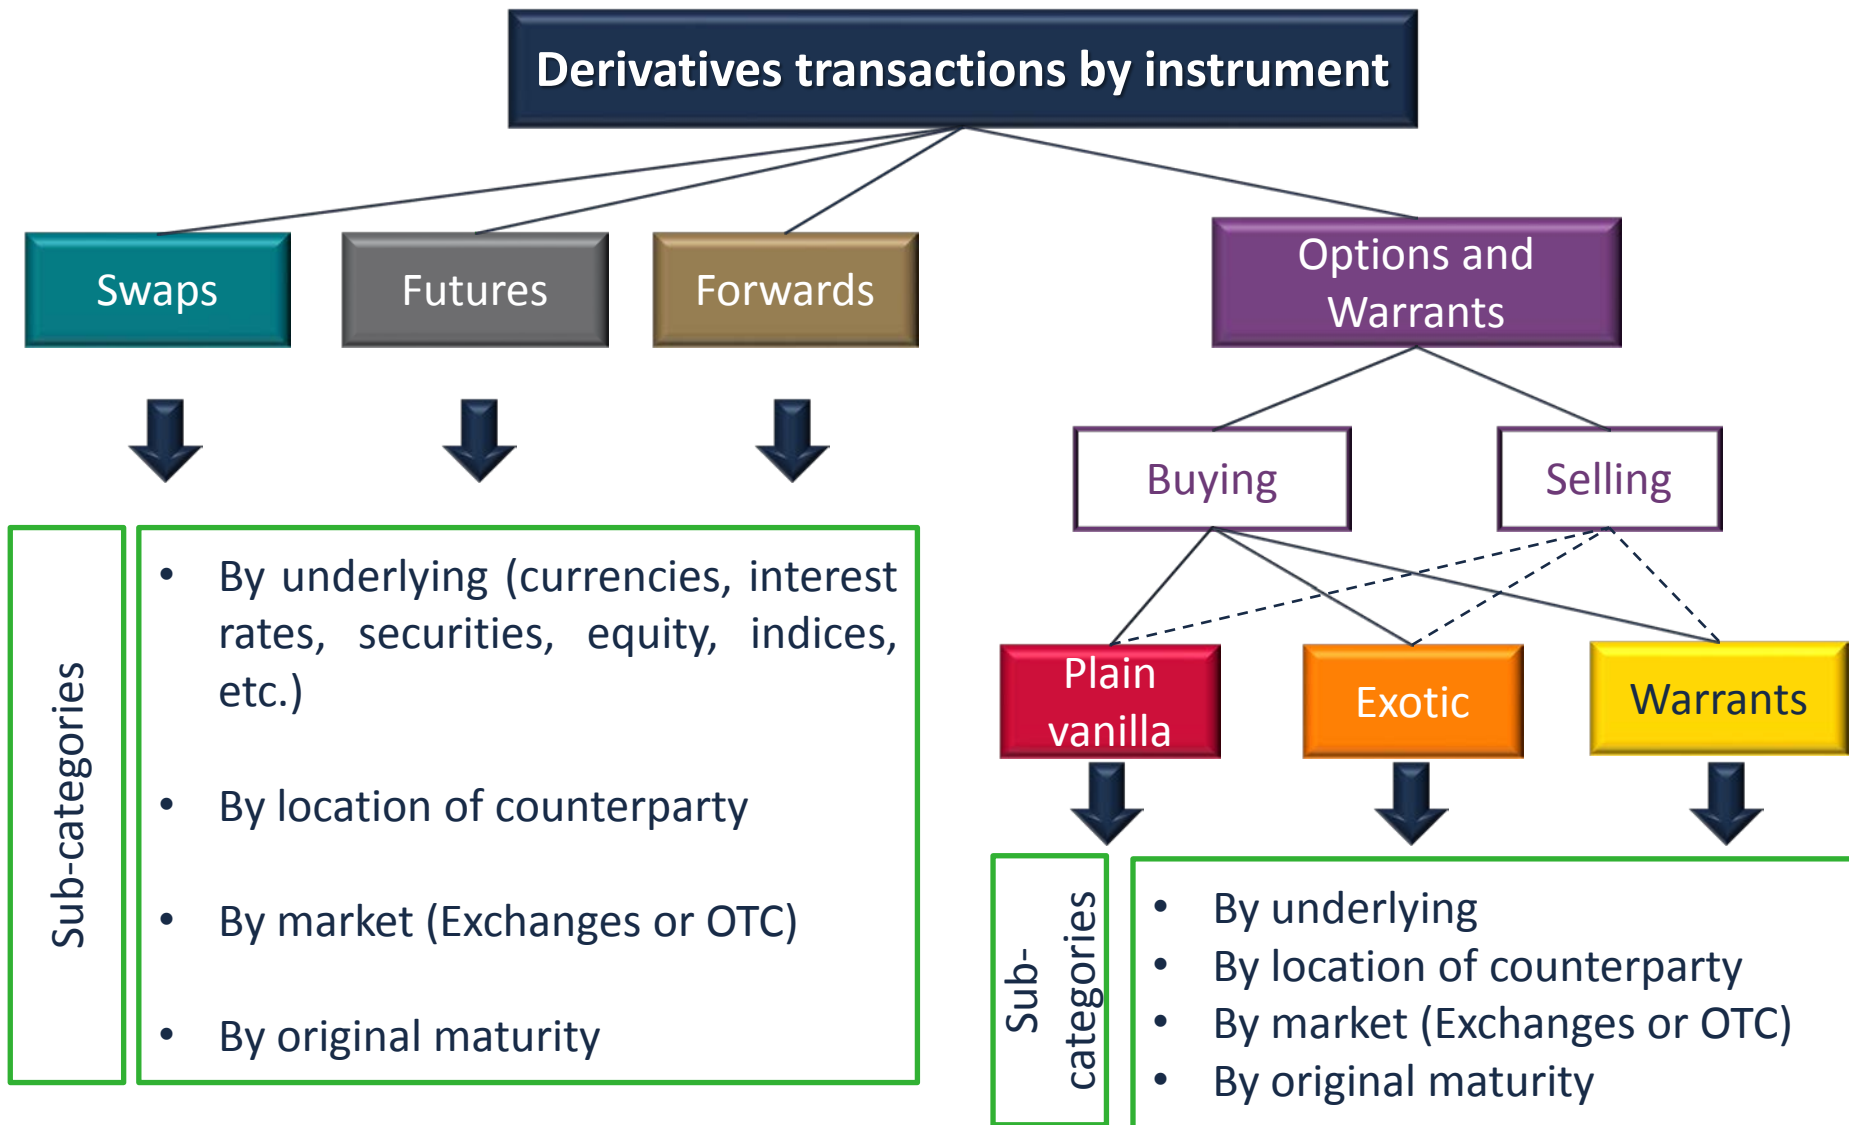 Derivatives transactions by instrument
Swaps
Futures
Forwards
Options and
Warrants
Buying
Selling
Plain
vanilla
Exotic
Warrants
Sub-categories
• By underlying (currencies, interest
rates, securities, equity, indices,
etc.)
• By location of counterparty
• By market (Exchanges or OTC)
• By original maturity
Sub-
categories
• By underlying
• By location of counterparty
• By market (Exchanges or OTC)
• By original maturity